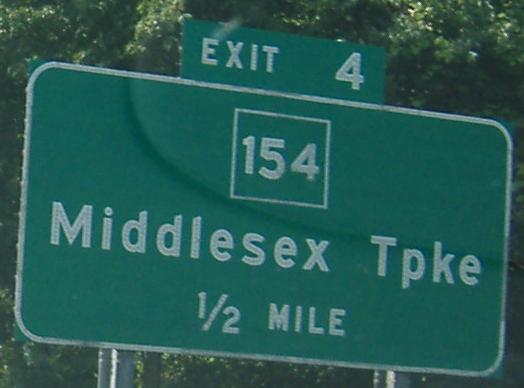 EXIT 4
154
Middlesex Tpke
1/2 MILE